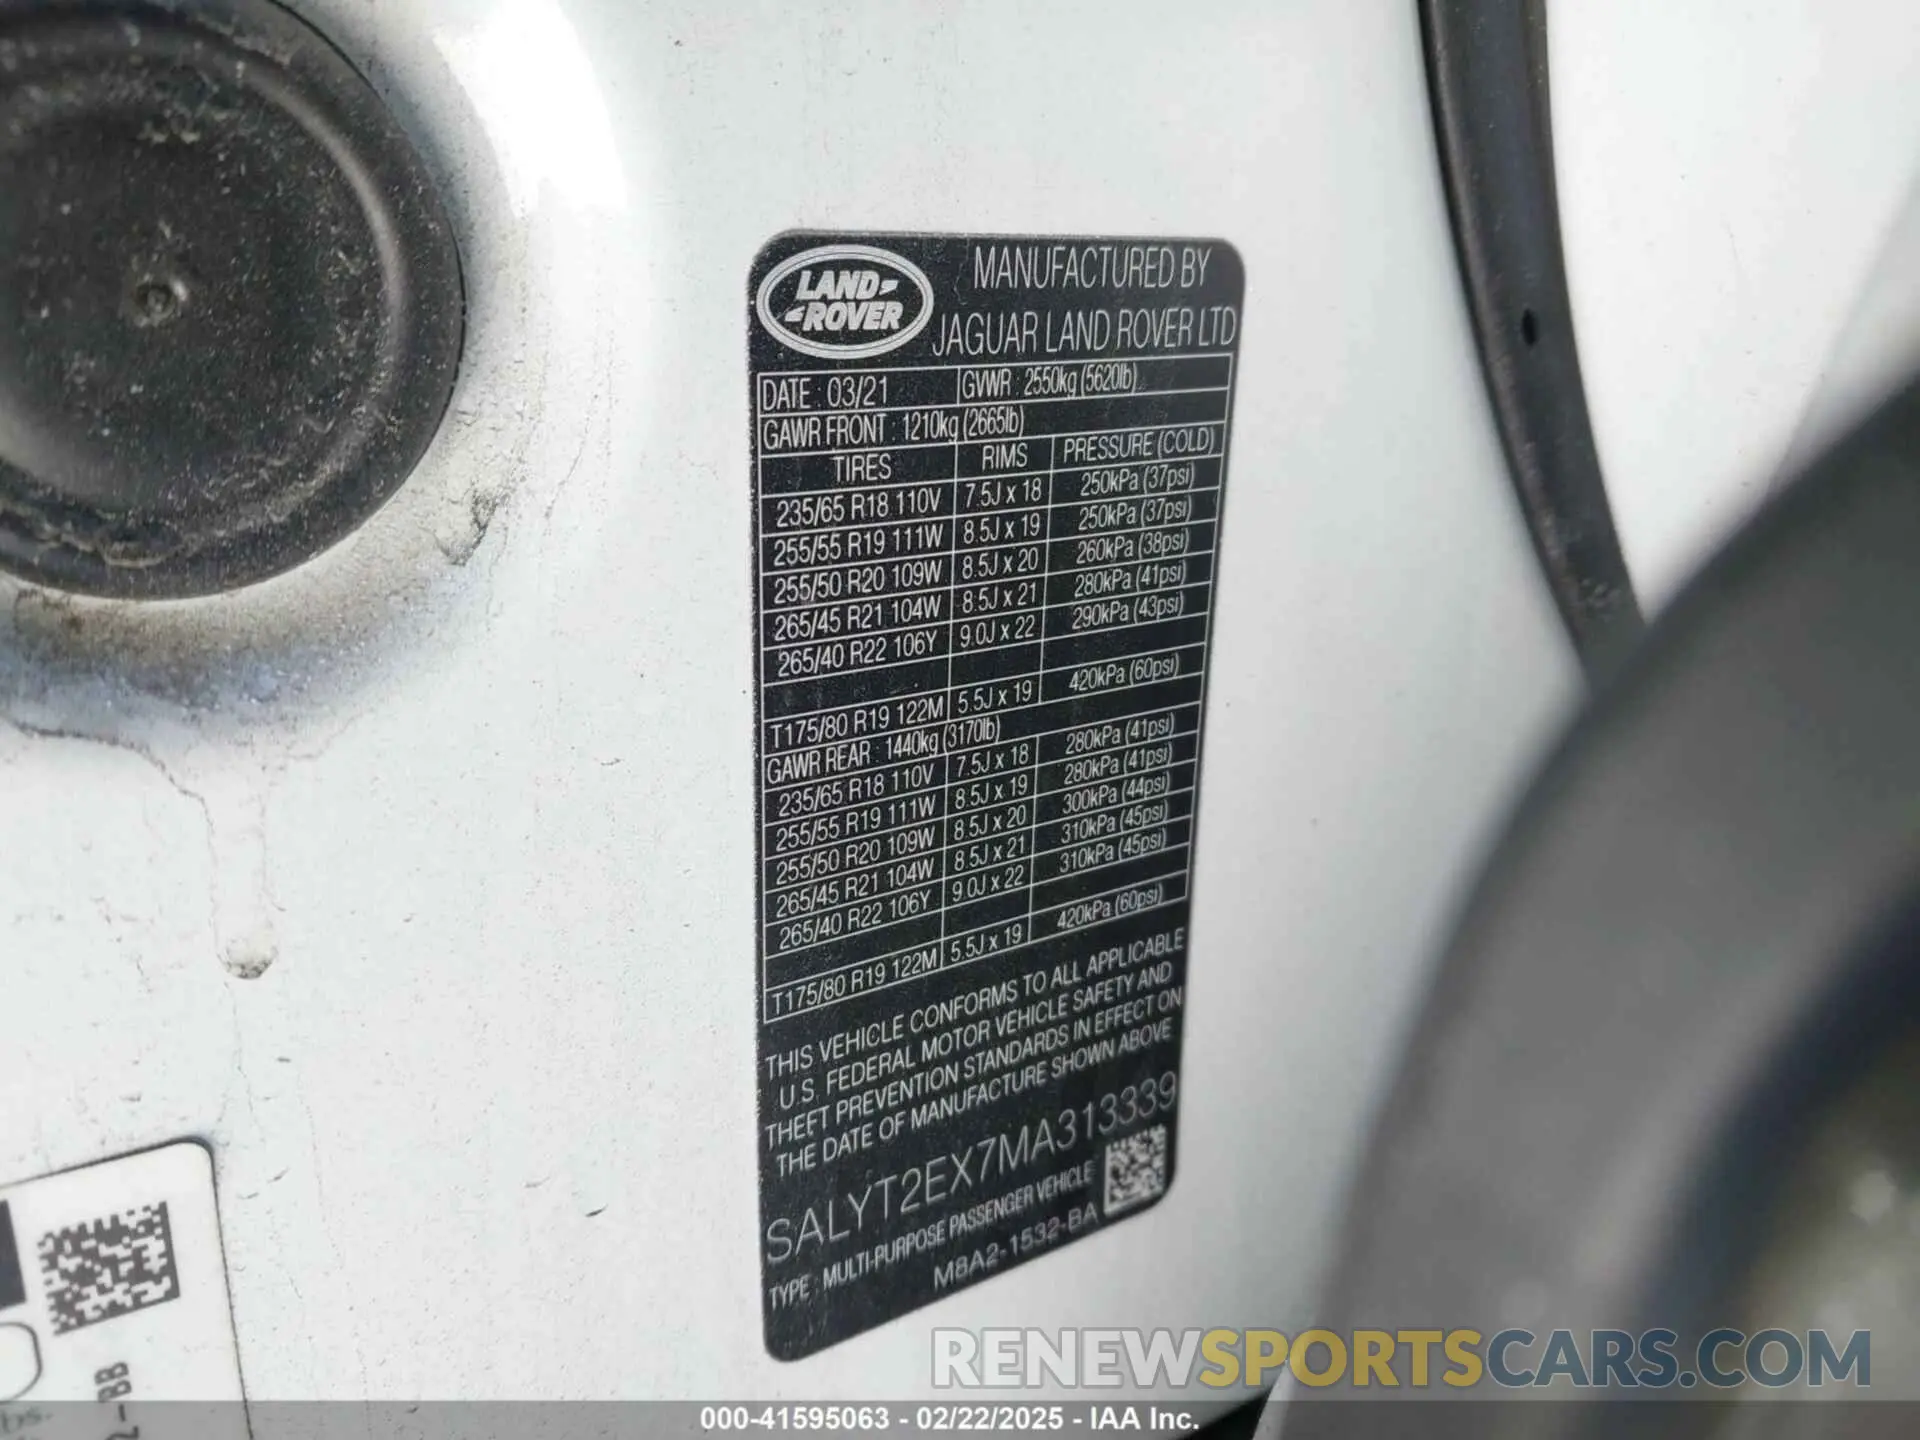 LAND-
-ROVER
MANUFACTURED BY
JAGUAR LAND ROVER LTD
DATE : 03/21 GVWR : 2550kg (5620lb)
GAWR FRONT : 1210kg (2665lb)
TIRES RIMS PRESSURE (COLD)
235/65 R18 110V 7.5J x 18 250kPa (37psi)
255/55 R19 111W 8.5J x 19 250kPa (37psi)
255/50 R20 109W 8.5J x 20 260kPa (38psi)
265/45 R21 104W 8.5J x 21 280kPa (41psi)
265/40 R22 106Y 9.0J x 22 290kPa (43psi)
T175/80 R19 122M 5.5J x 19 420kPa (60psi)
GAWR REAR : 1440kg (3170lb)
235/65 R18 110V 7.5J x 18 280kPa (41psi)
255/55 R19 111W 8.5J x 19 280kPa (41psi)
255/50 R20 109W 8.5J x 20 300kPa (44psi)
265/45 R21 104W 8.5J x 21 310kPa (45psi)
265/40 R22 106Y 9.0J x 22 310kPa (45psi)
T175/80 R19 122M 5.5J x 19 420kPa (60psi)
THIS VEHICLE CONFORMS TO ALL APPLICABLE
U.S. FEDERAL MOTOR VEHICLE SAFETY AND
THEFT PREVENTION STANDARDS IN EFFECT ON
THE DATE OF MANUFACTURE SHOWN ABOVE
SALYT2EX7MA313339
TYPE : MULTI-PURPOSE PASSENGER VEHICLE
M8A2-1532-BA
2-BB
bs.
RENEWSPORTSCARS.COM
000-41595063 - 02/22/2025 - IAA Inc.